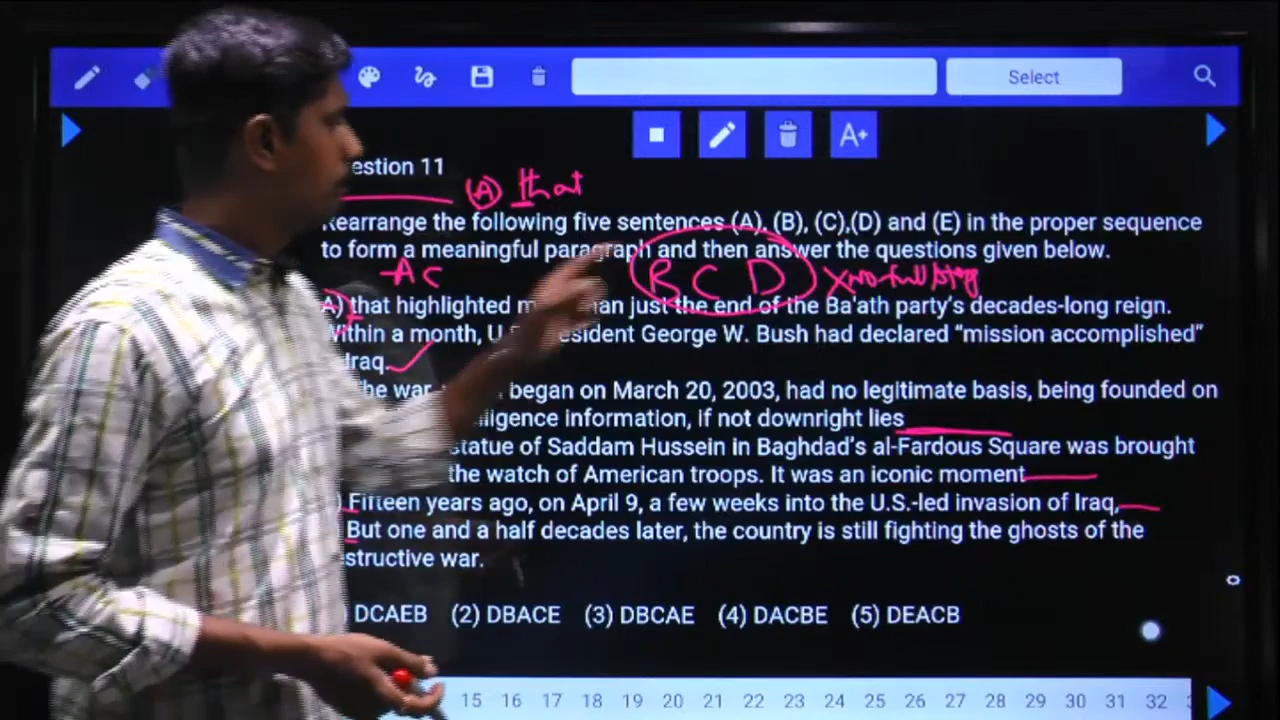 Select
A+
estion 11
(A) that
Rearrange the following five sentences (A), (B), (C),(D) and (E) in the proper sequence
to form a meaningful paragraph and then answer the questions given below.
A C
B C D
A) that highlighted just the end of the Ba'ath party's decades-long reign.
Within a month, George W. Bush had declared “mission accomplished”
Iraq.
the war began on March 20, 2003, had no legitimate basis, being founded on
information, if not downright lies
statue of Saddam Hussein in Baghdad's al-Fardous Square was brought
the watch of American troops. It was an iconic moment
Fifteen years ago, on April 9, a few weeks into the U.S.-led invasion of Iraq,
But one and a half decades later, the country is still fighting the ghosts of the
structive war.
DCAEB (2) DBACE (3) DBCAE (4) DACBE (5) DEACB
15 16 17 18 19 20 21 22 23 24 25 26 27 28 29 30 31 32